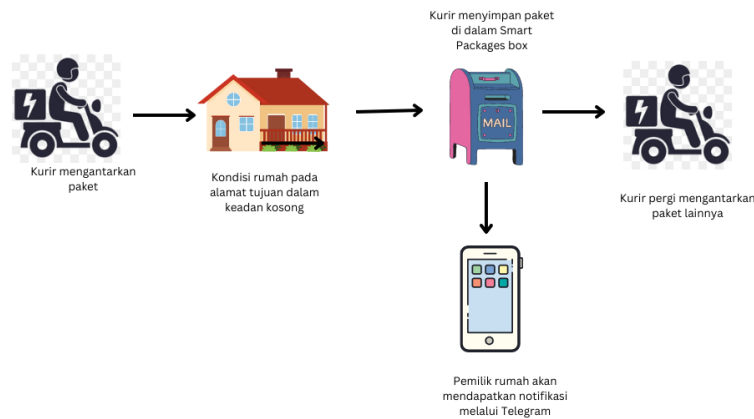 Kurir menyimpan paket
di dalam Smart
Packages box
MAIL
Kurir mengantarkan
paket
Kondisi rumah pada
alamat tujuan dalam
keadan kosong
Kurir pergi mengantarkan
paket lainnya
Pemilik rumah akan
mendapatkan notifikasi
melalui Telegram